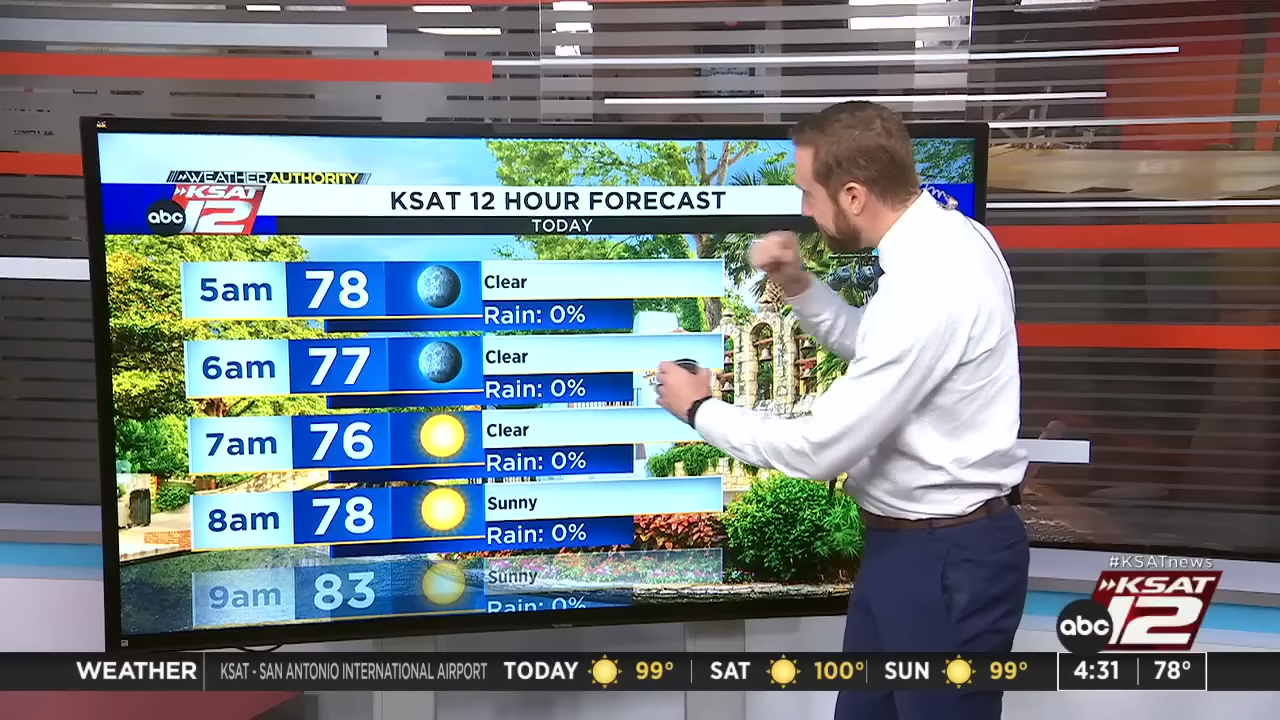 WEATHER AUTHORITY
KSAT
abc 12
KSAT 12 HOUR FORECAST
TODAY
5am 78 Clear
Rain: 0%
6am 77 Clear
Rain: 0%
7am 76 Clear
Rain: 0%
8am 78 Sunny
Rain: 0%
9am 83 Sunny
Rain: 0%
#KSATnews
KSAT
abc 12
WEATHER KSAT - SAN ANTONIO INTERNATIONAL AIRPORT TODAY 99° SAT 100° SUN 99° 4:31 78°